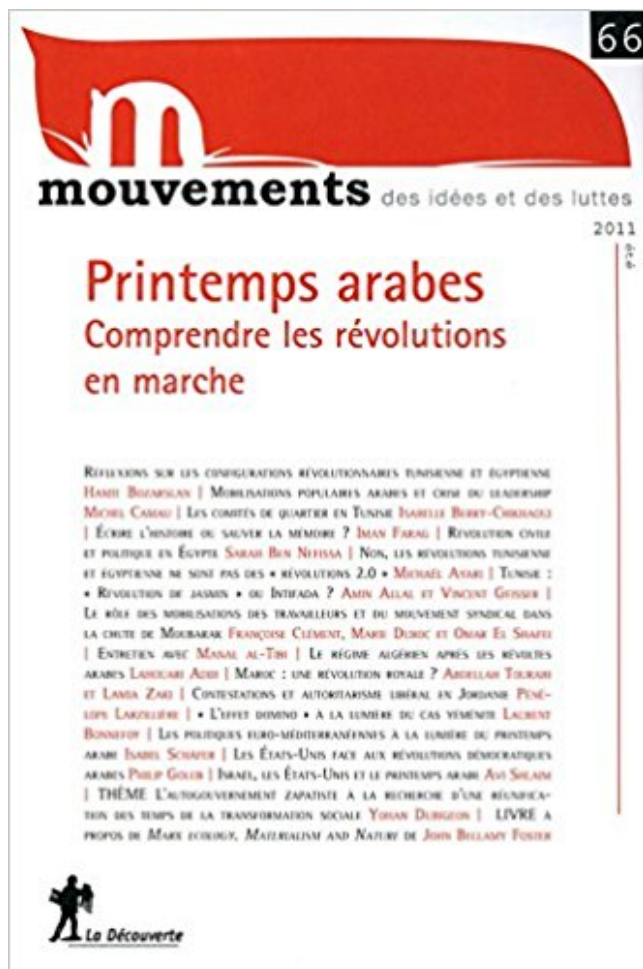 66
mouvements des idées et des luttes
2011
été
Printemps arabes
Comprendre les révolutions
en marche
RÉFLEXIONS SUR LES CONFIGURATIONS RÉVOLUTIONNAIRES TUNISIENNE ET ÉGYPTIENNE
HAMIT BOZARSLAN | MOBILISATIONS POPULAIRES ARABES ET CRISE DU LEADERSHIP
MICHEL CAMAU | LES COMITÉS DE QUARTIER EN TUNISIE ISABELLE BERRY-CHIKHAOUI
| ÉCRIRE L'HISTOIRE OU SAUVER LA MÉMOIRE ? IMAN FARAG | RÉVOLUTION CIVILE
ET POLITIQUE EN ÉGYPTE SARAH BEN NEFISSA | NON, LES RÉVOLUTIONS TUNISIENNE
ET ÉGYPTIENNE NE SONT PAS DES « RÉVOLUTIONS 2.0 » MICHAËL AYARI | TUNISIE :
« RÉVOLUTION DE JASMIN » OU INTIFADA ? AMIN ALLAL ET VINCENT GEISSER |
LE RÔLE DES MOBILISATIONS DES TRAVAILLEURS ET DU MOUVEMENT SYNDICAL DANS
LA CHUTE DE MOUBARAK FRANÇOISE CLÉMENT, MARIE DUBOC ET OMAR EL SHAFEI
| ENTRETIEN AVEC MANAL AL-TIBI | LE RÉGIME ALGÉRIEN APRÈS LES RÉVOLTES
ARABES LAHOUARI ADDI | MAROC : UNE RÉVOLUTION ROYALE ? ABDELLAH TOURABI
ET LAMIA ZAKI | CONTESTATIONS ET AUTORITARISME LIBÉRAL EN JORDANIE PÉNÉ-
LOPE LARZILLIÈRE | « L'EFFET DOMINO » À LA LUMIÈRE DU CAS YÉMÉNITE LAURENT
BONNEFOY | LES POLITIQUES EURO-MÉDITERRANÉENNES À LA LUMIÈRE DU PRINTEMPS
ARABE ISABEL SCHÄFER | LES ÉTATS-UNIS FACE AUX RÉVOLUTIONS DÉMOCRATIQUES
ARABES PHILIP GOLUB | ISRAEL, LES ÉTATS-UNIS ET LE PRINTEMPS ARABE AVI SHLAIM
| THÈME L'AUTOGOUVERNEMENT ZAPATISTE À LA RECHERCHE D'UNE RÉUNIFICA-
TION DES TEMPS DE LA TRANSFORMATION SOCIALE YOHAN DUBIGEON | LIVRE À
PROPOS DE MARX ECOLOGY, MATERIALISM AND NATURE DE JOHN BELLAMY FOSTER
La Découverte